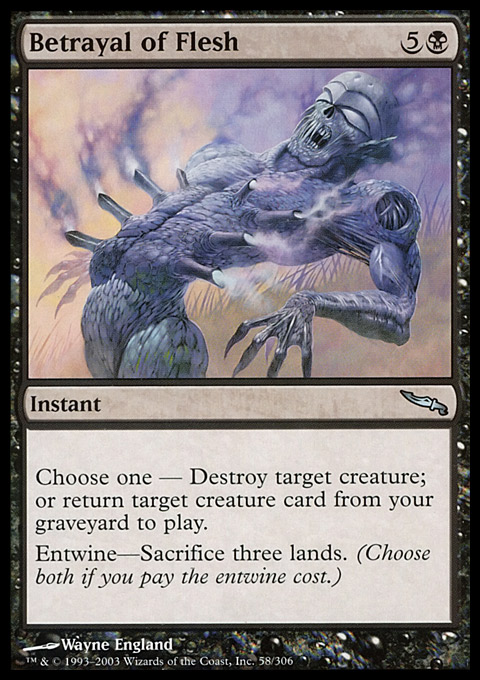 Betrayal of Flesh 5
Instant
Choose one — Destroy target creature;
or return target creature card from your
graveyard to play.
Entwine—Sacrifice three lands. (Choose
both if you pay the entwine cost.)
Wayne England
™ & © 1993–2003 Wizards of the Coast, Inc. 58/306